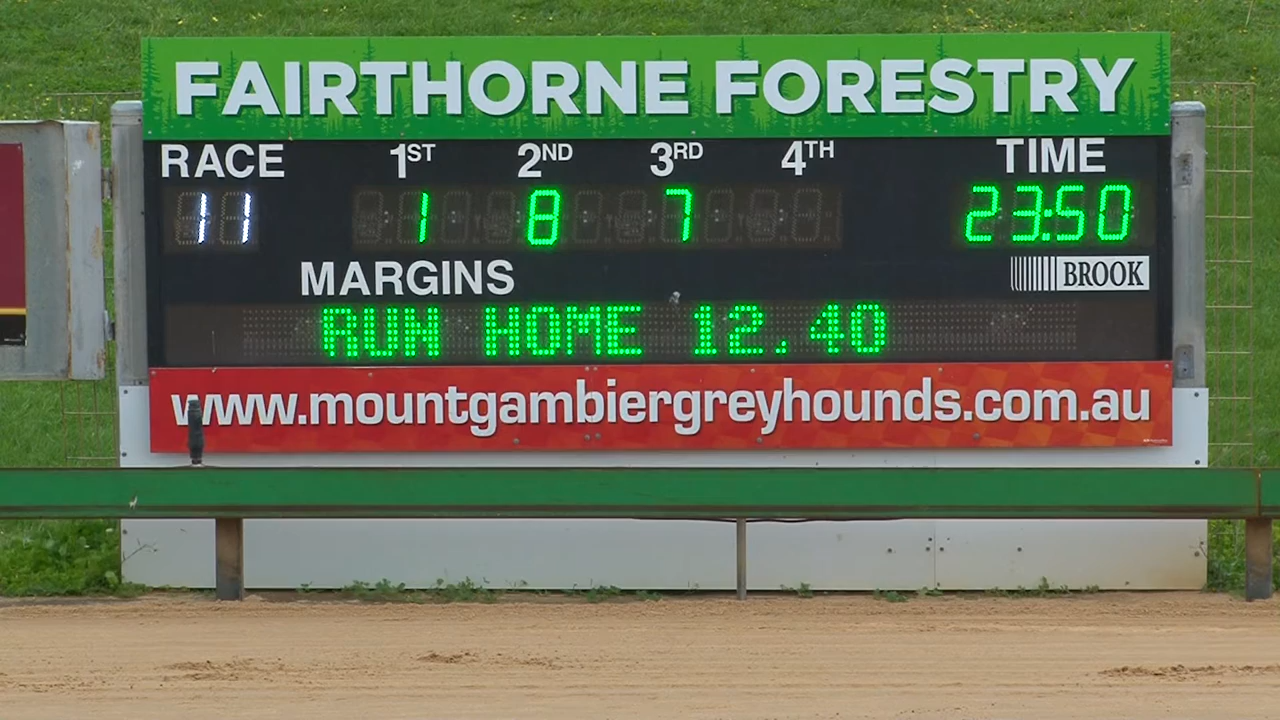 FAIRTHORNE FORESTRY
RACE 1ST 2ND 3RD 4TH TIME
11 1 8 7 23:50
MARGINS BROOK
RUN HOME 12.40
www.mountgambiergreyhounds.com.au